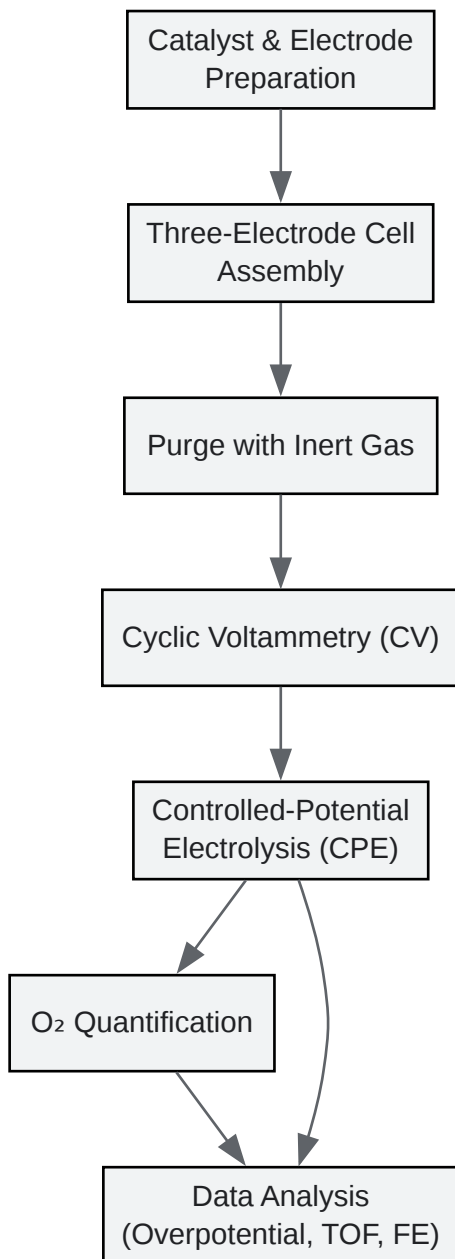 Catalyst & Electrode
Preparation
Three-Electrode Cell
Assembly
Purge with Inert Gas
Cyclic Voltammetry (CV)
Controlled-Potential
Electrolysis (CPE)
O₂ Quantification
Data Analysis
(Overpotential, TOF, FE)